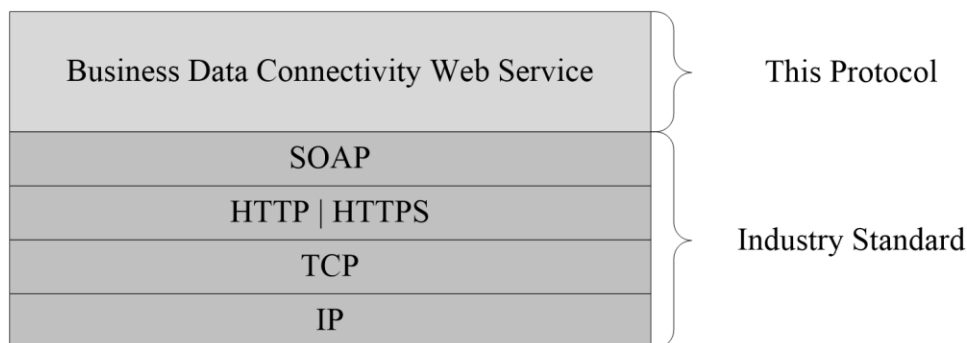 Business Data Connectivity Web Service
This Protocol
SOAP
HTTP | HTTPS
TCP
IP
Industry Standard